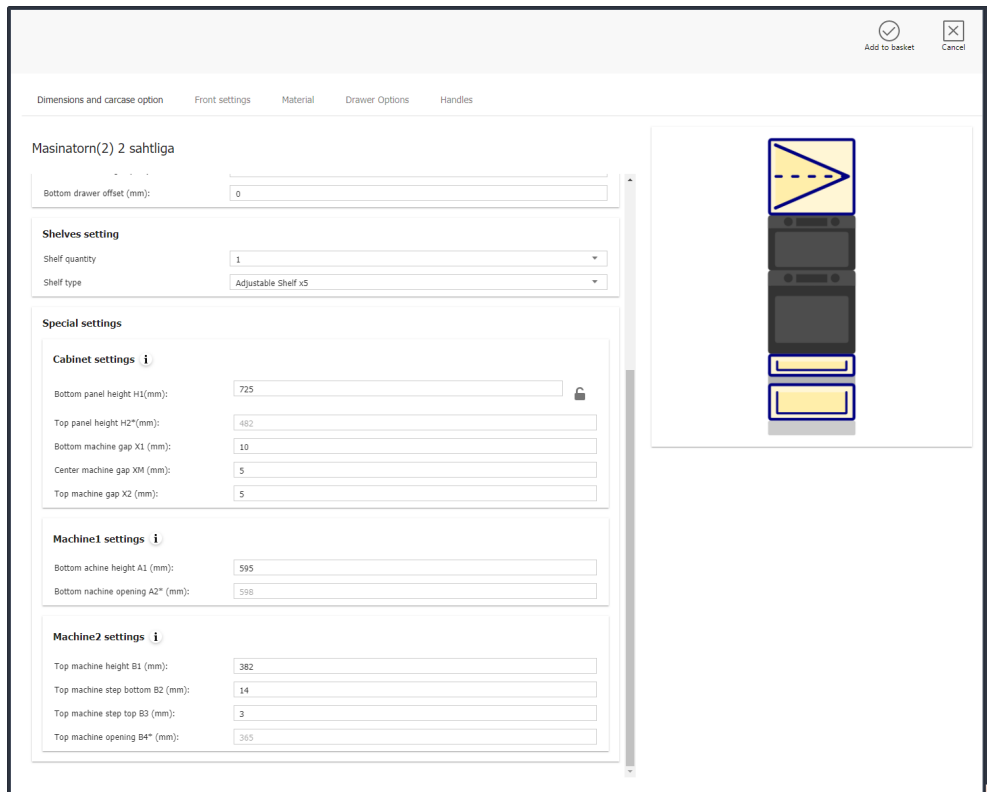 Add to basket
Cancel
Dimensions and carcase option
Front settings
Material
Drawer Options
Handles
Masinatorn(2) 2 sahtliga
Bottom drawer offset (mm): 0
Shelves setting
Shelf quantity 1
Shelf type Adjustable Shelf x5
Special settings
Cabinet settings i
Bottom panel height H1(mm): 725
Top panel height H2*(mm): 482
Bottom machine gap X1 (mm): 10
Center machine gap XM (mm): 5
Top machine gap X2 (mm): 5
Machine1 settings i
Bottom achine height A1 (mm): 595
Bottom nachine opening A2* (mm): 598
Machine2 settings i
Top machine height B1 (mm): 382
Top machine step bottom B2 (mm): 14
Top machine step top B3 (mm): 3
Top machine opening B4* (mm): 365